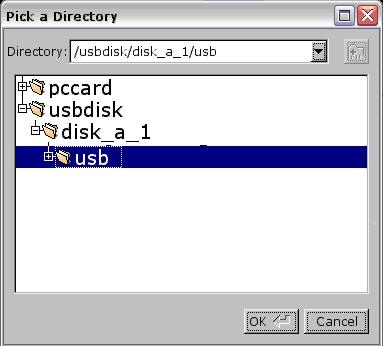 Pick a Directory
Directory: /usbdisk/disk_a_1/usb
pccard
usbdisk
disk_a_1
usb
OK Cancel